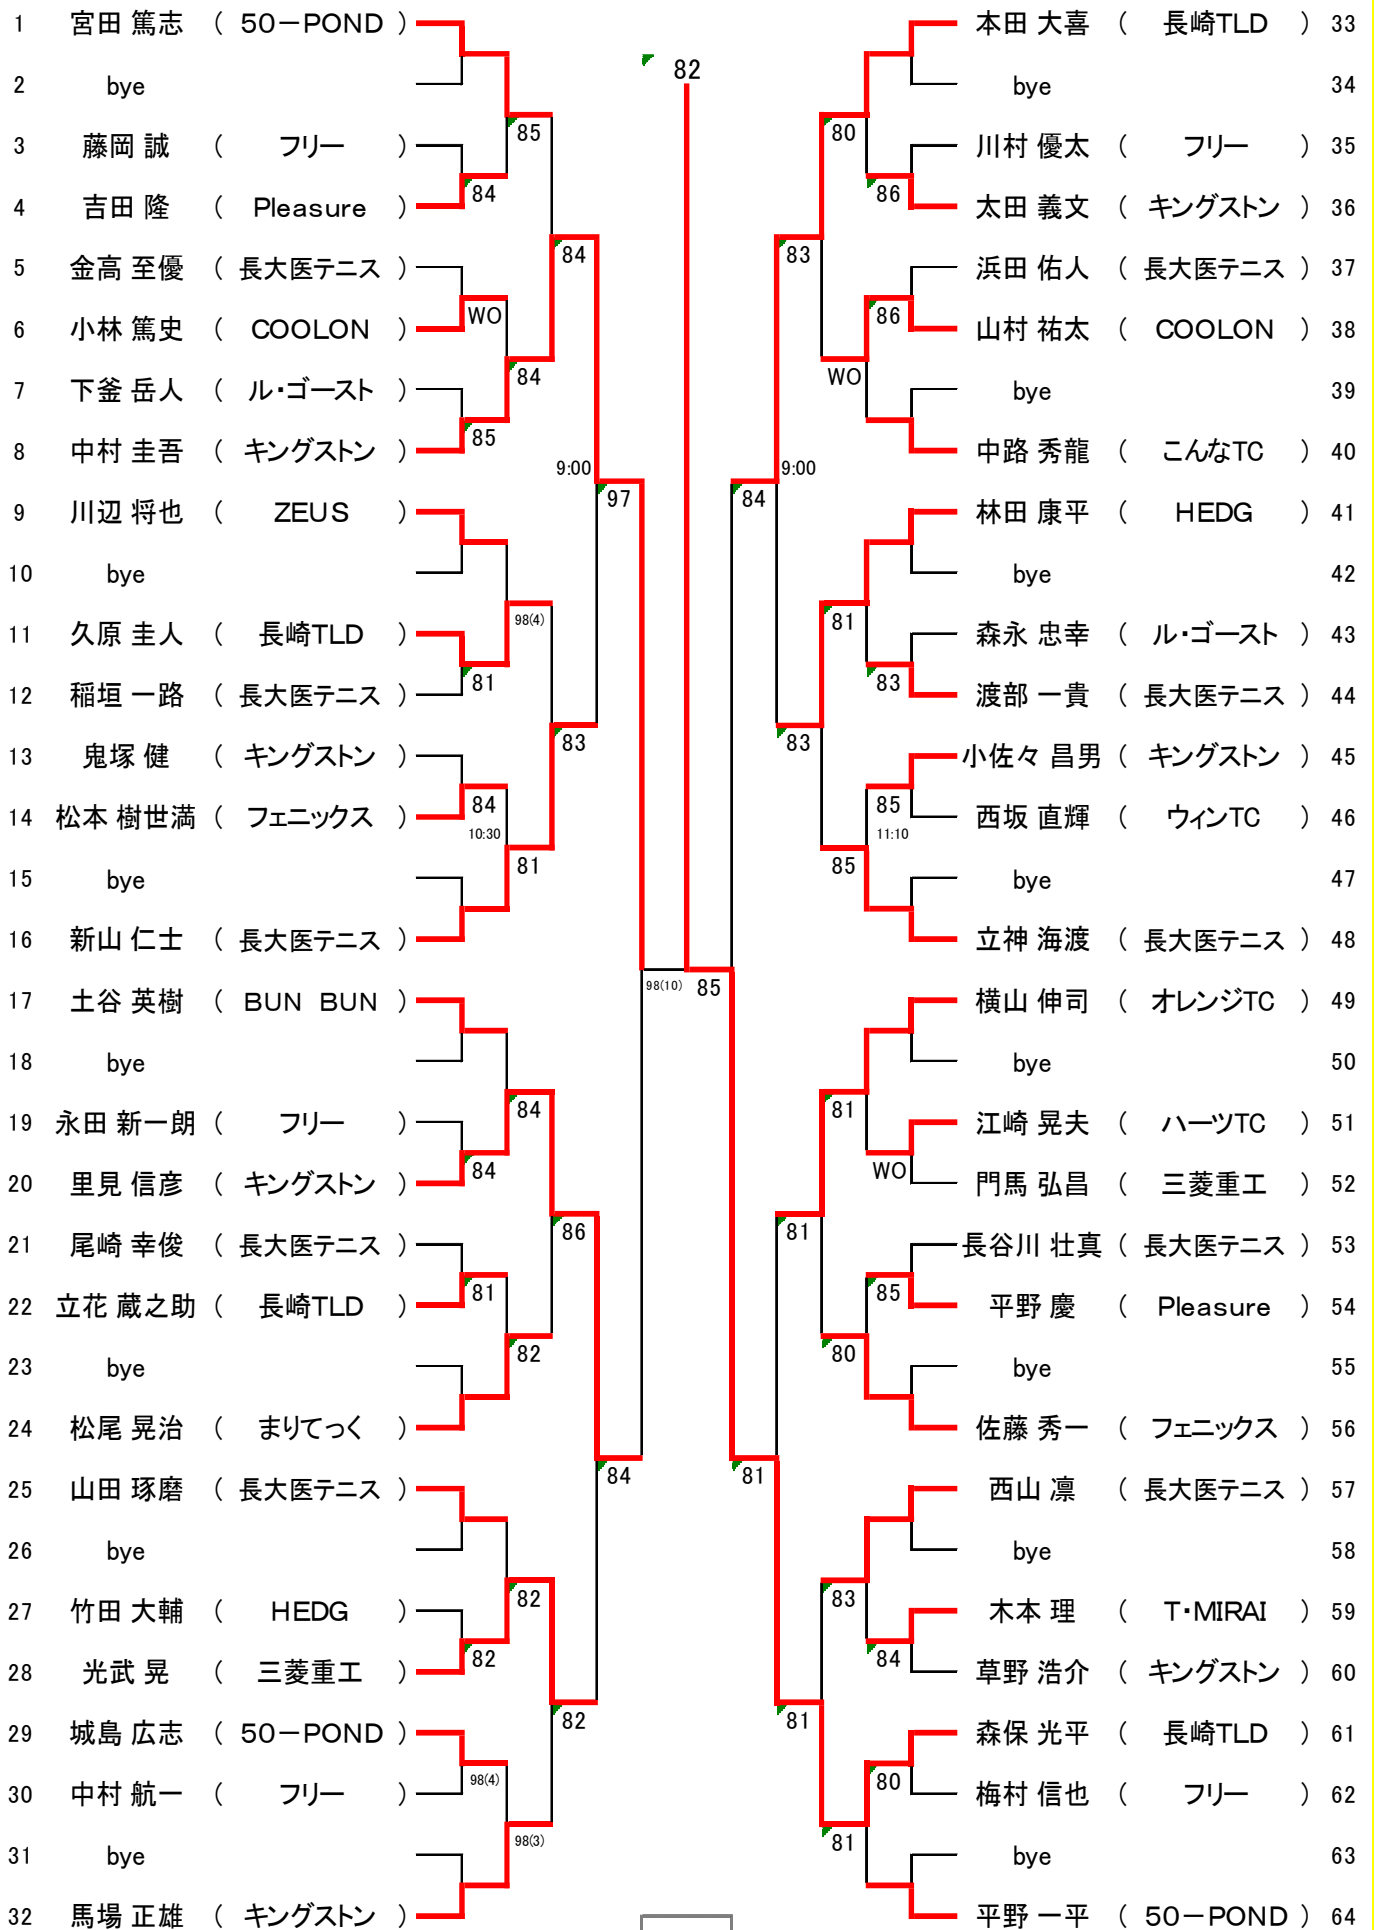 1 宮田 篤志 ( 50-POND ) 本田 大喜 ( 長崎TLD ) 33
82
2 bye bye 34
85 80
3 藤岡 誠 ( フリー ) 川村 優太 ( フリー ) 35
84 86
4 吉田 隆 ( Pleasure ) 太田 義文 ( キングストン ) 36
84 83
5 金高 至優 ( 長大医テニス ) 浜田 佑人 ( 長大医テニス ) 37
WO 86
6 小林 篤史 ( COOLON ) 山村 祐太 ( COOLON ) 38
84 WO
7 下釜 岳人 ( ル・ゴースト ) bye 39
85
8 中村 圭吾 ( キングストン ) 中路 秀龍 ( こんなTC ) 40
9:00 9:00
97 84
9 川辺 将也 ( ZEUS ) 林田 康平 ( HEDG ) 41
10 bye bye 42
98(4) 81
11 久原 圭人 ( 長崎TLD ) 森永 忠幸 ( ル・ゴースト ) 43
81 83
12 稲垣 一路 ( 長大医テニス ) 渡部 一貴 ( 長大医テニス ) 44
83 83
13 鬼塚 健 ( キングストン ) 小佐々 昌男 ( キングストン ) 45
84 85
14 松本 樹世満 ( フェニックス ) 西坂 直輝 ( ウィンTC ) 46
10:30 11:10
81 85
15 bye bye 47
16 新山 仁士 ( 長大医テニス ) 立神 海渡 ( 長大医テニス ) 48
98(10) 85
17 土谷 英樹 ( BUN BUN ) 横山 伸司 ( オレンジTC ) 49
18 bye bye 50
84 81
19 永田 新一朗 ( フリー ) 江崎 晃夫 ( ハーツTC ) 51
84 WO
20 里見 信彦 ( キングストン ) 門馬 弘昌 ( 三菱重工 ) 52
86 81
21 尾崎 幸俊 ( 長大医テニス ) 長谷川 壮真 ( 長大医テニス ) 53
81 85
22 立花 蔵之助 ( 長崎TLD ) 平野 慶 ( Pleasure ) 54
82 80
23 bye bye 55
24 松尾 晃治 ( まりてっく ) 佐藤 秀一 ( フェニックス ) 56
84 81
25 山田 琢磨 ( 長大医テニス ) 西山 凛 ( 長大医テニス ) 57
26 bye bye 58
82 83
27 竹田 大輔 ( HEDG ) 木本 理 ( T・MIRAI ) 59
82 84
28 光武 晃 ( 三菱重工 ) 草野 浩介 ( キングストン ) 60
82 81
29 城島 広志 ( 50-POND ) 森保 光平 ( 長崎TLD ) 61
98(4) 80
30 中村 航一 ( フリー ) 梅村 信也 ( フリー ) 62
98(3) 81
31 bye bye 63
32 馬場 正雄 ( キングストン ) 平野 一平 ( 50-POND ) 64